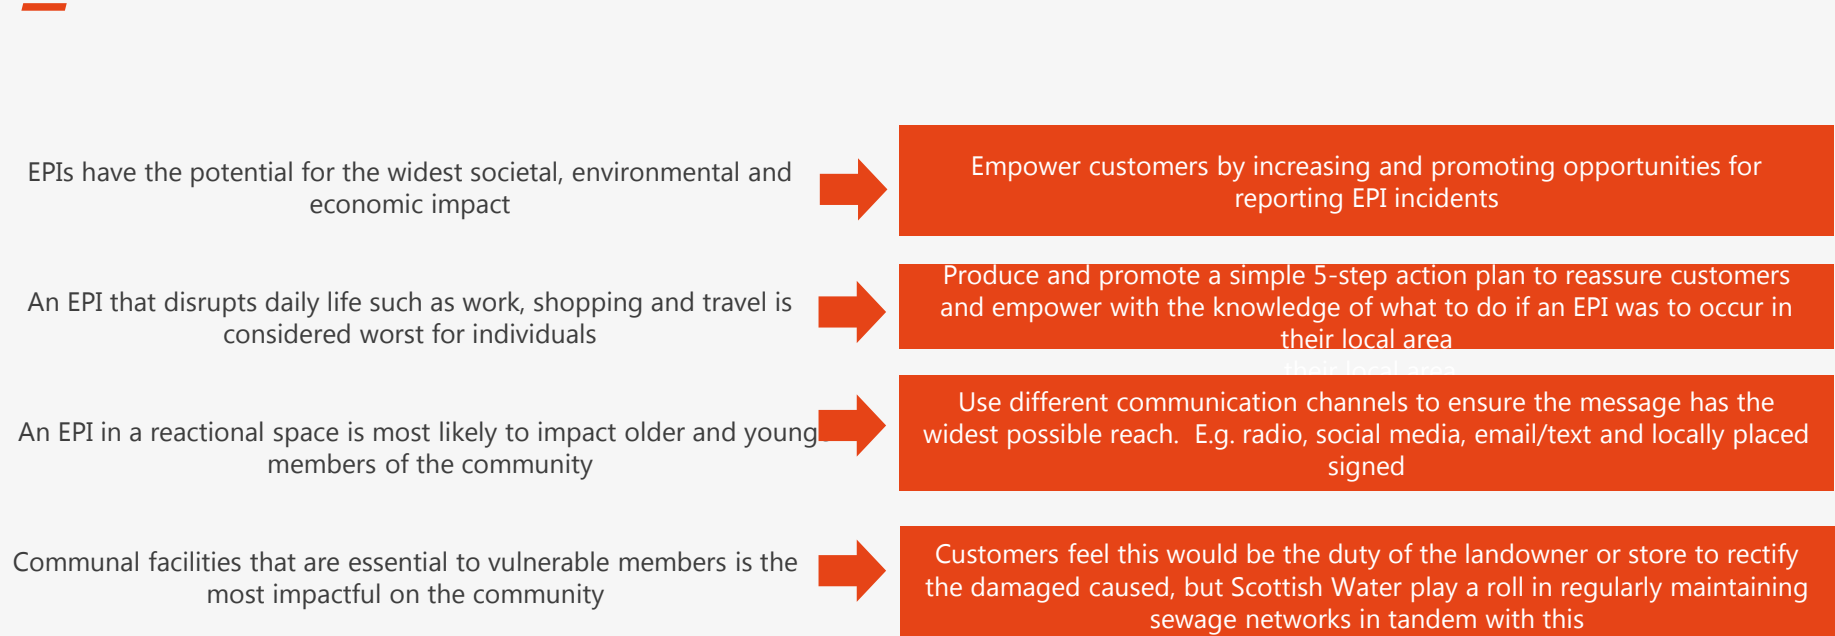 EPIs have the potential for the widest societal, environmental and
economic impact
Empower customers by increasing and promoting opportunities for
reporting EPI incidents
An EPI that disrupts daily life such as work, shopping and travel is
considered worst for individuals
Produce and promote a simple 5-step action plan to reassure customers
and empower with the knowledge of what to do if an EPI was to occur in
their local area
their local area
An EPI in a reactional space is most likely to impact older and young
members of the community
Use different communication channels to ensure the message has the
widest possible reach. E.g. radio, social media, email/text and locally placed
signed
Communal facilities that are essential to vulnerable members is the
most impactful on the community
Customers feel this would be the duty of the landowner or store to rectify
the damaged caused, but Scottish Water play a roll in regularly maintaining
sewage networks in tandem with this